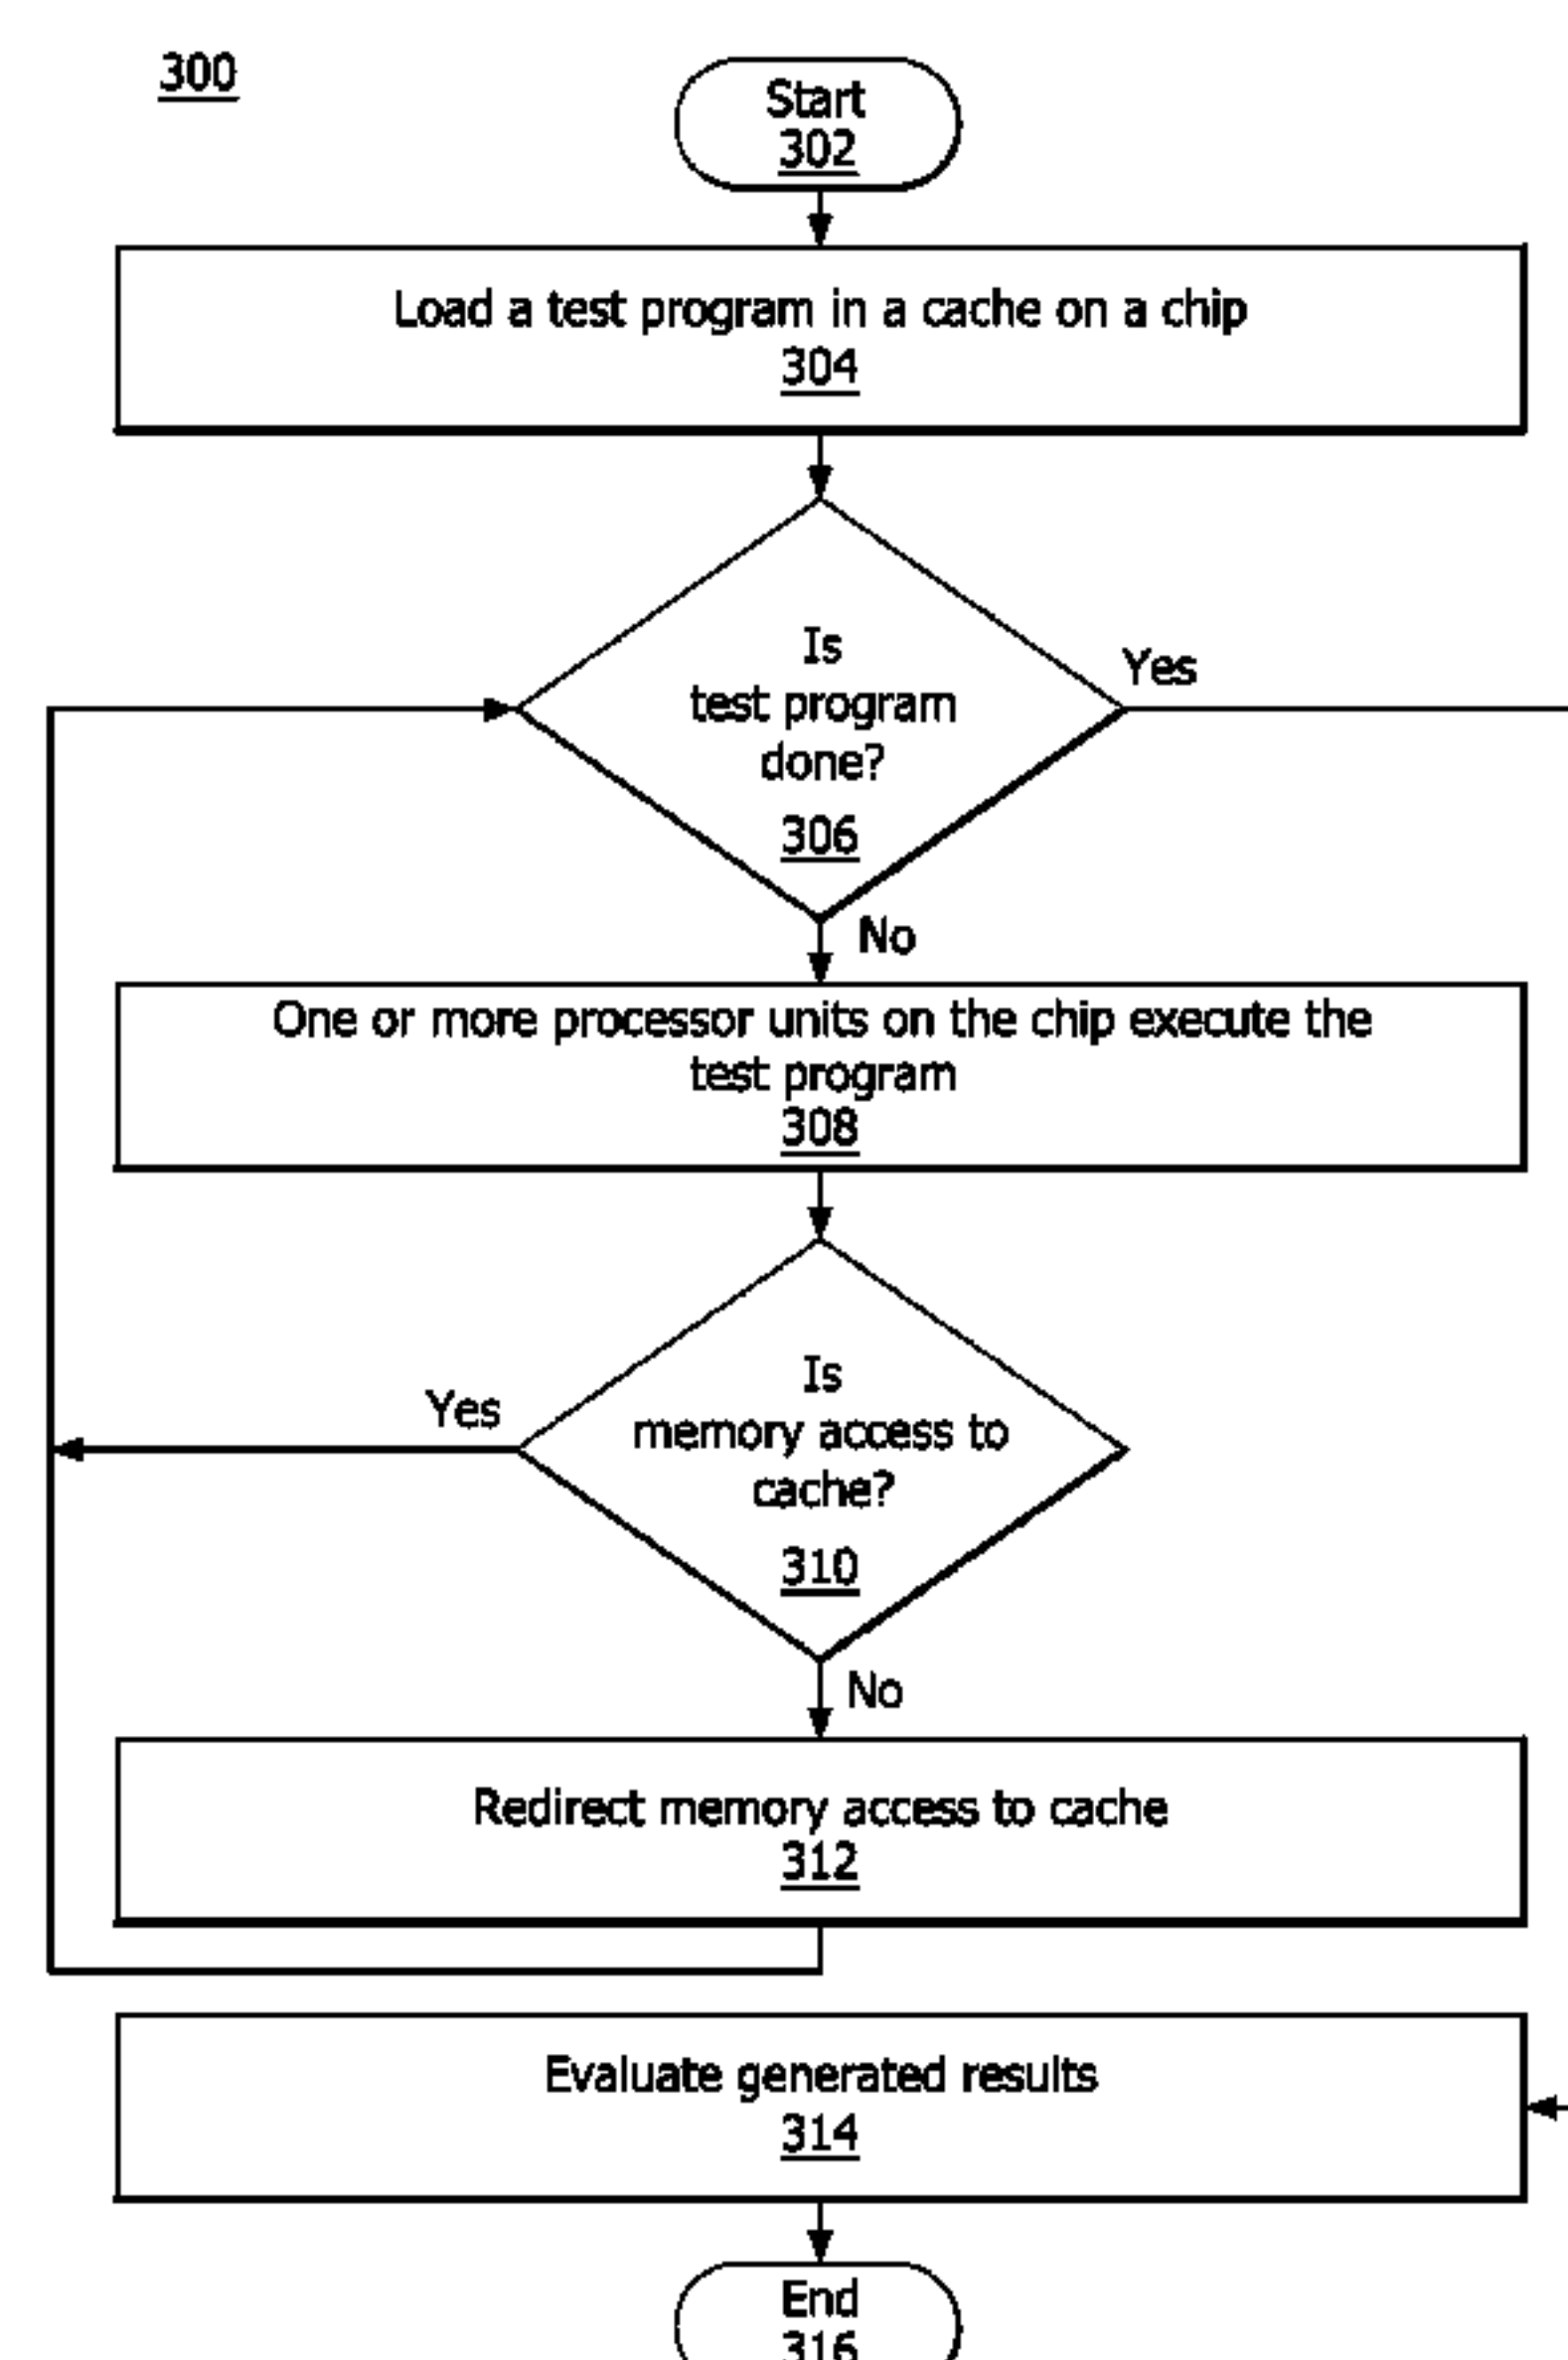 300
Start
302
Load a test program in a cache on a chip
304
Is
test program
done?
306
Yes
No
One or more processor units on the chip execute the
test program
308
Is
memory access to
cache?
310
Yes
No
Redirect memory access to cache
312
Evaluate generated results
314
End
316